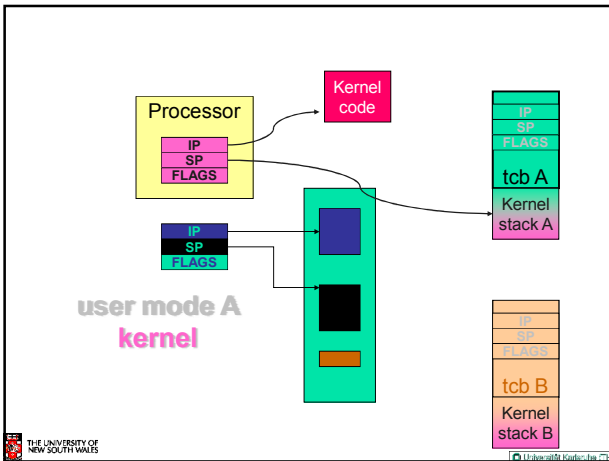 Processor
IP
SP
FLAGS
Kernel
code
IP
SP
FLAGS
tcb A
Kernel
stack A
IP
SP
FLAGS
user mode A
kernel
IP
SP
FLAGS
tcb B
Kernel
stack B
THE UNIVERSITY OF
NEW SOUTH WALES
Universität Karlsruhe